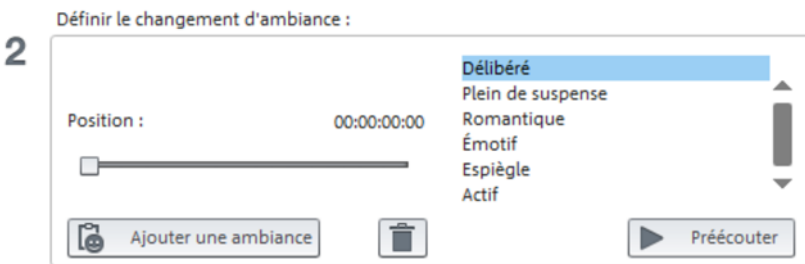 Définir le changement d'ambiance :
2
Délibéré
Plein de suspense
Position : 00:00:00:00 Romantique
Émotif
Espiègle
Actif
Ajouter une ambiance Préécouter